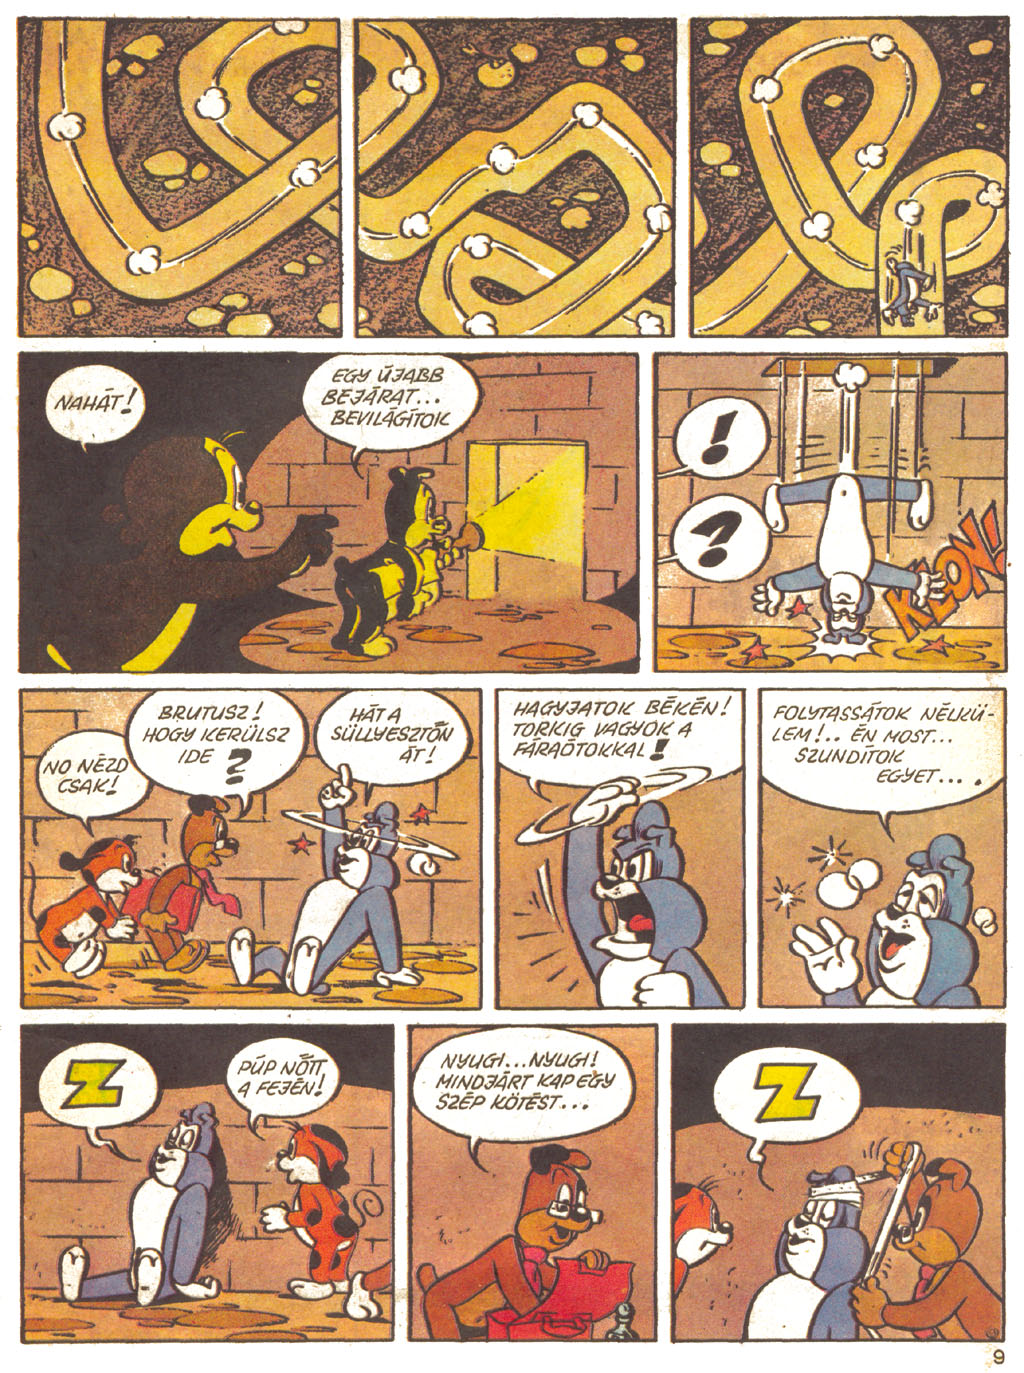 NAHÁT!
EGY ÚJABB
BEJÁRAT...
BEVILÁGÍTOK
!
?
KLON!
NO NÉZD
CSAK!
BRUTUSZ!
HOGY KERÜLSZ
IDE ?
HÁT A
SÜLLYESZTŐN
ÁT!
HAGYJATOK BÉKÉN!
TORKIG VAGYOK A
FÁRAÓTOKKAL!
FOLYTASSÁTOK NÉLKÜ-
LEM!.. ÉN MOST...
SZUNDÍTOK
EGYET....
Z
PÚP NŐTT
A FEJÉN!
NYUGI...NYUGI!
MINDJÁRT KAP EGY
SZÉP KÖTÉST...
Z
9